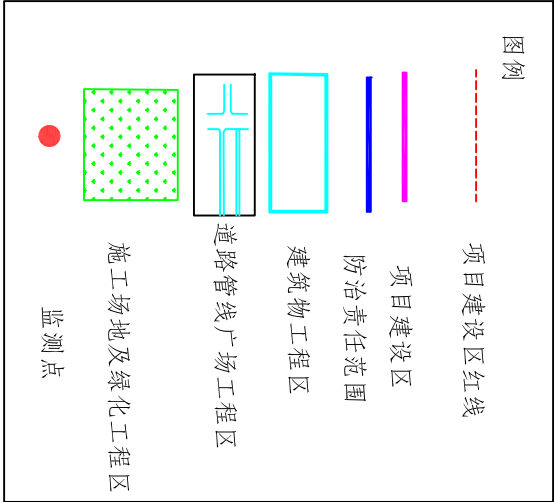 图例
项目建设区红线
项目建设区
防治责任范围
建筑物工程区
道路管线广场工程区
施工场地及绿化工程区
监测点